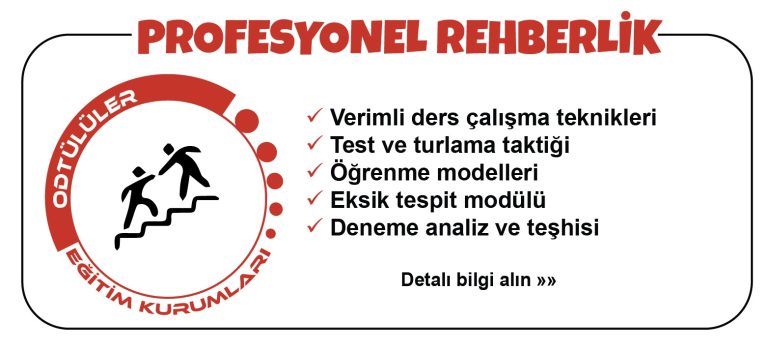 PROFESYONEL REHBERLİK
ODTÜLÜLER
EĞİTİM KURUMLARI
✓ Verimli ders çalışma teknikleri
✓ Test ve turlama taktiği
✓ Öğrenme modelleri
✓ Eksik tespit modülü
✓ Deneme analiz ve teşhisi
Detalı bilgi alın »»